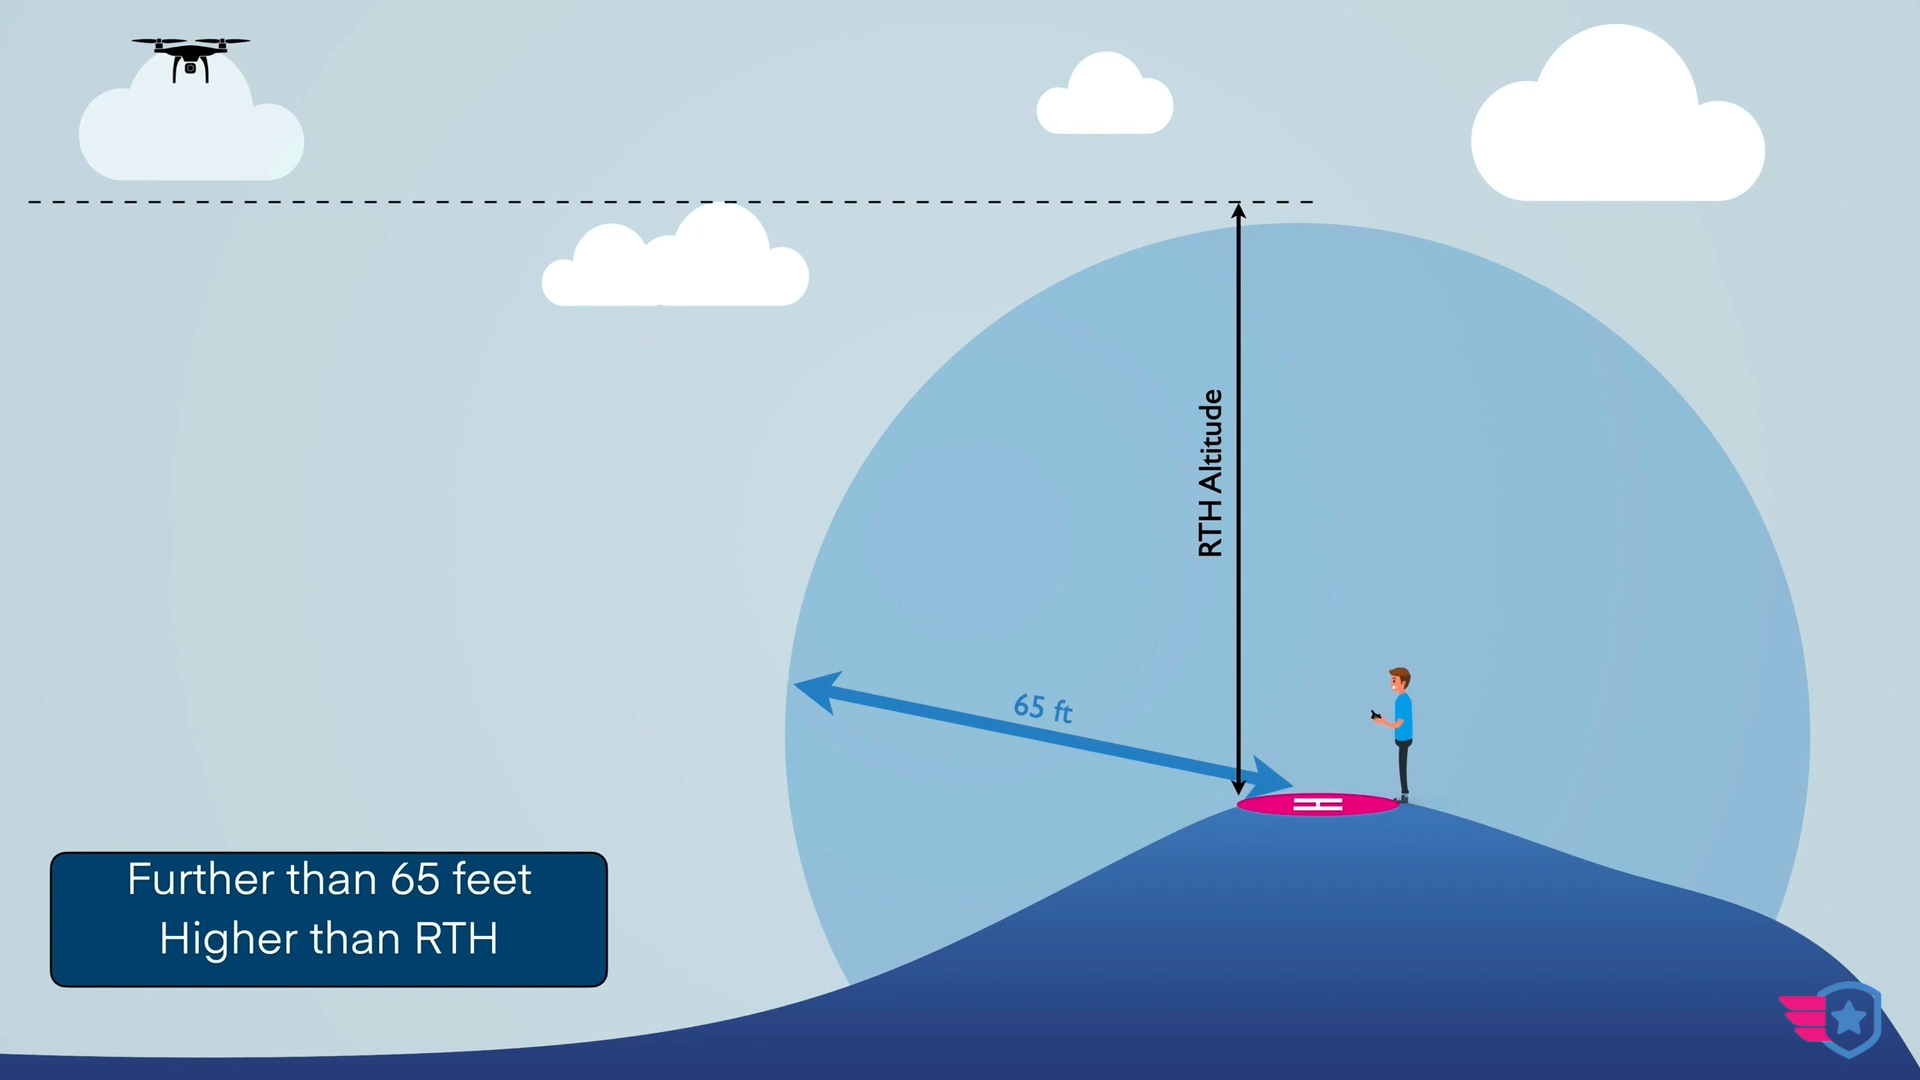 RTH Altitude
65 ft
H
Further than 65 feet
Higher than RTH